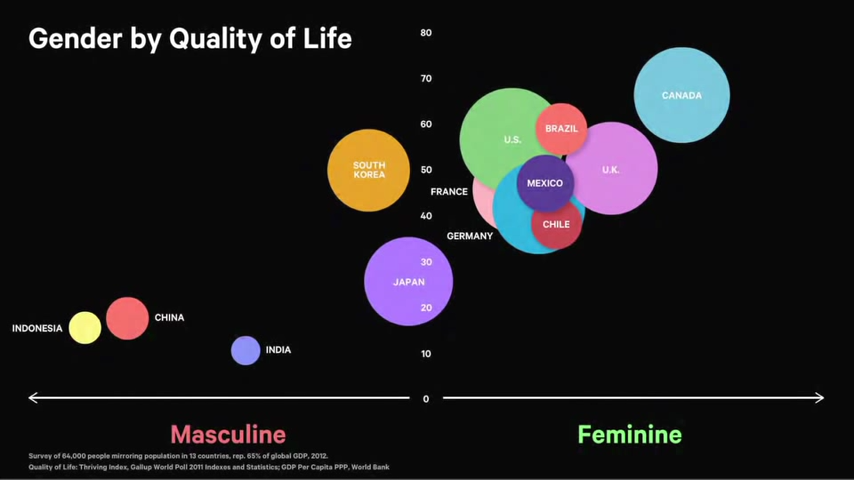 Gender by Quality of Life
80
70
CANADA
60
BRAZIL
U.S.
SOUTH
KOREA
50
U.K.
MEXICO
FRANCE
40
CHILE
GERMANY
30
JAPAN
20
CHINA
INDONESIA
INDIA
10
0
Masculine
Feminine
Survey of 64,000 people mirroring population in 13 countries, rep. 65% of global GDP, 2012.
Quality of Life: Thriving Index, Gallup World Poll 2011 Indexes and Statistics; GDP Per Capita PPP, World Bank